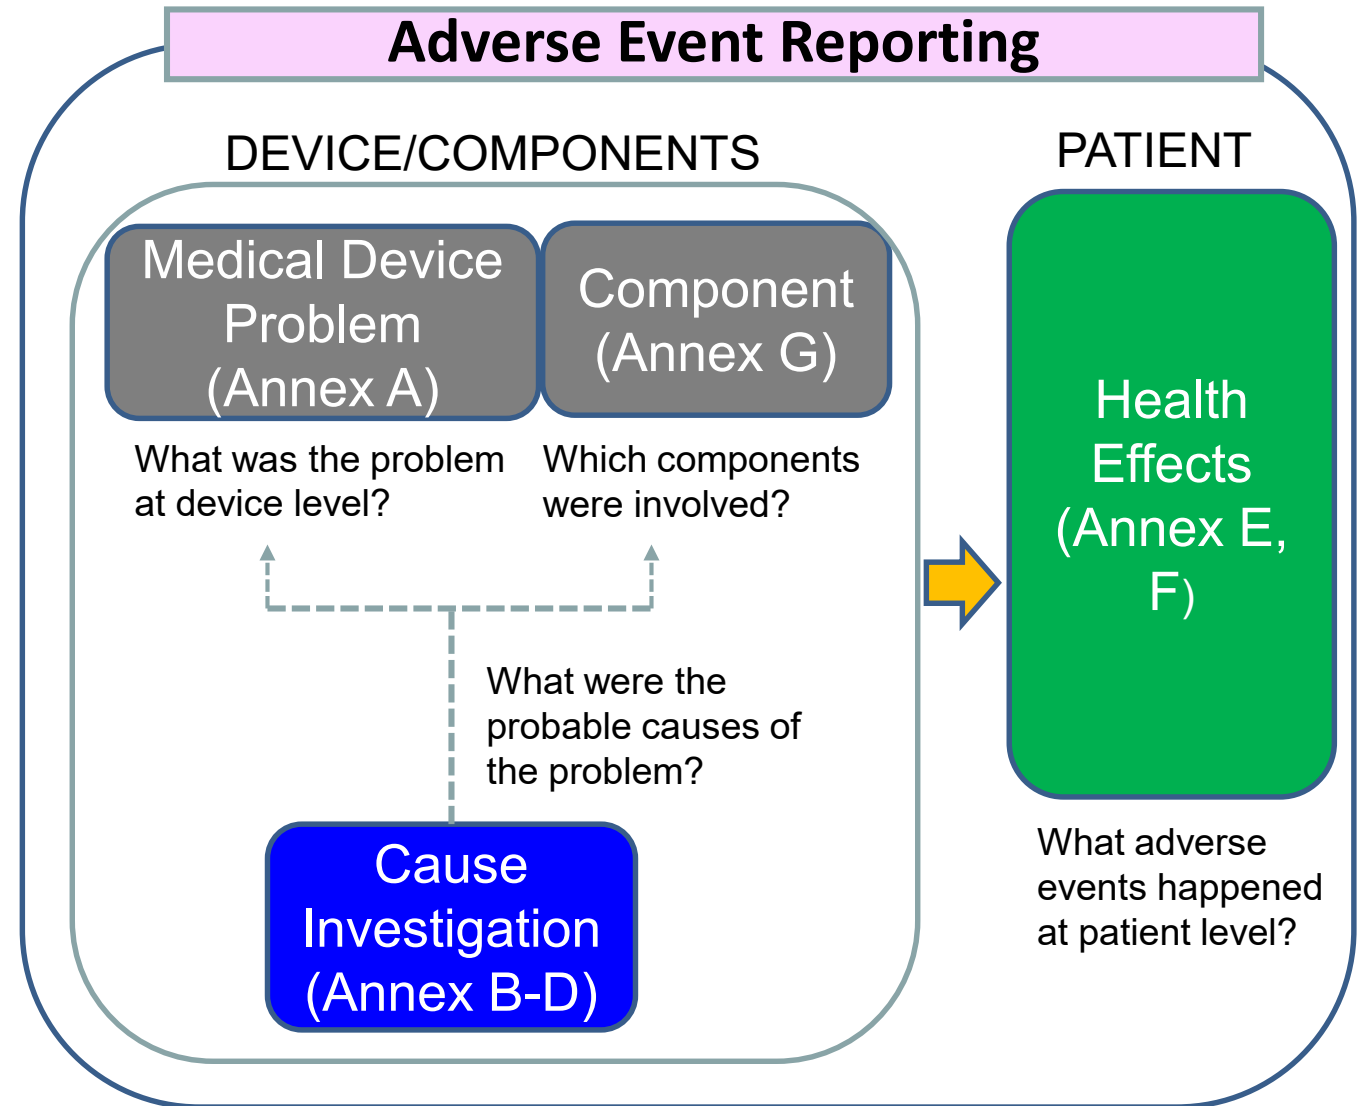 Adverse Event Reporting
DEVICE/COMPONENTS
PATIENT
Medical Device
Problem
(Annex A)
Component
(Annex G)
What was the problem
at device level?
Which components
were involved?
What were the
probable causes of
the problem?
Cause
Investigation
(Annex B-D)
Health
Effects
(Annex E,
F)
What adverse
events happened
at patient level?